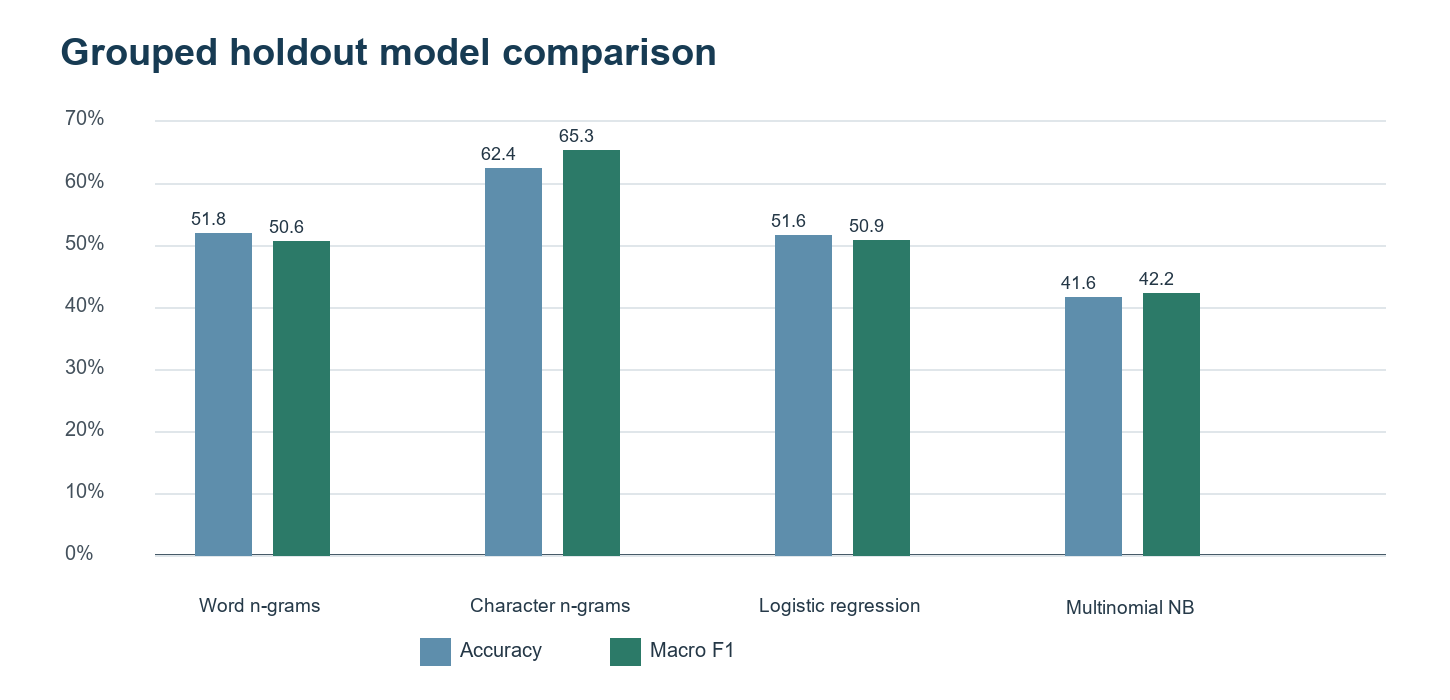 Grouped holdout model comparison
70%
60%
50%
40%
30%
20%
10%
0%
51.8
50.6
62.4
65.3
51.6
50.9
41.6
42.2
Word n-grams
Character n-grams
Logistic regression
Multinomial NB
Accuracy
Macro F1